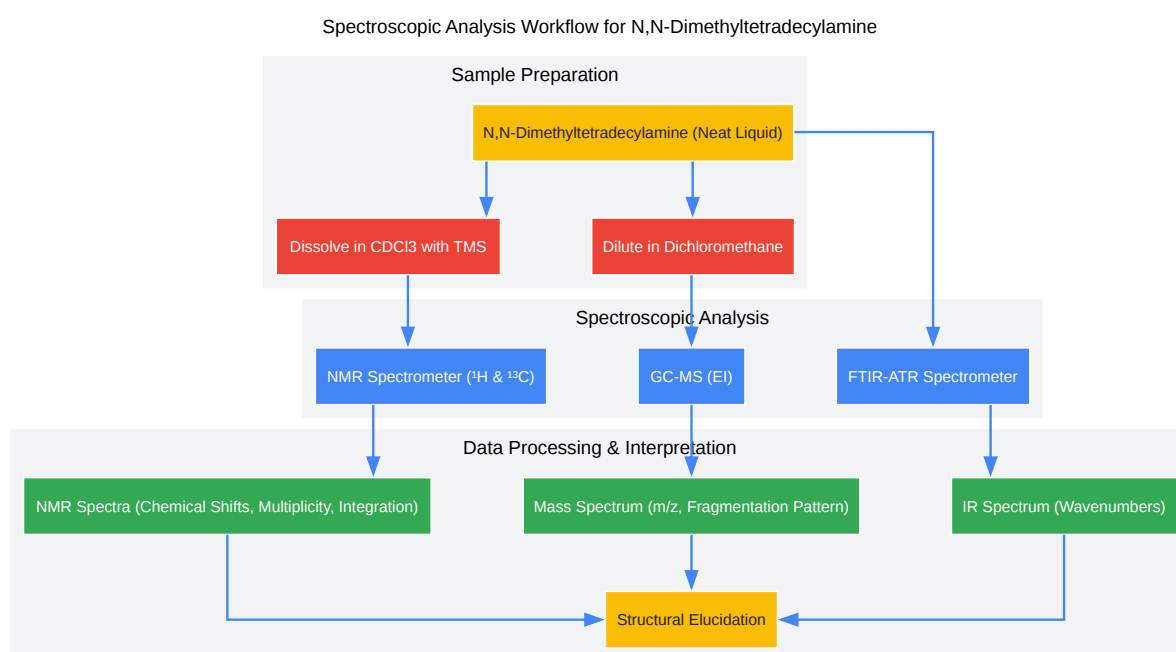 Spectroscopic Analysis Workflow for N,N-Dimethyltetradecylamine
Sample Preparation
N,N-Dimethyltetradecylamine (Neat Liquid)
Dissolve in CDCl3 with TMS
Dilute in Dichloromethane
Spectroscopic Analysis
NMR Spectrometer (¹H & ¹³C)
GC-MS (EI)
FTIR-ATR Spectrometer
Data Processing & Interpretation
NMR Spectra (Chemical Shifts, Multiplicity, Integration)
Mass Spectrum (m/z, Fragmentation Pattern)
IR Spectrum (Wavenumbers)
Structural Elucidation